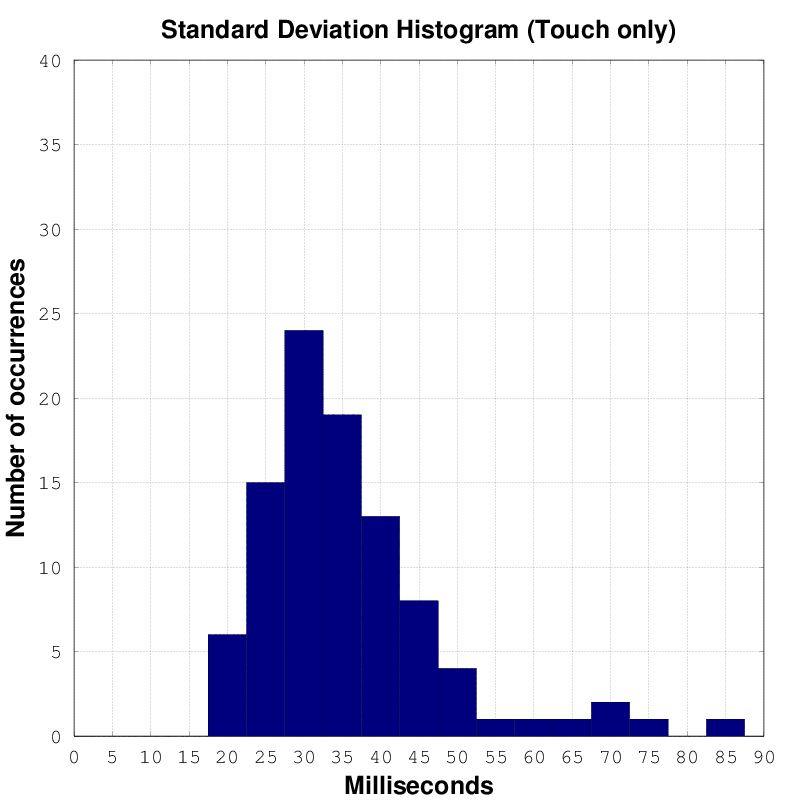 Standard Deviation Histogram (Touch only)
40
35
30
25
20
15
10
5
0
Number of occurrences
0 5 10 15 20 25 30 35 40 45 50 55 60 65 70 75 80 85 90
Milliseconds